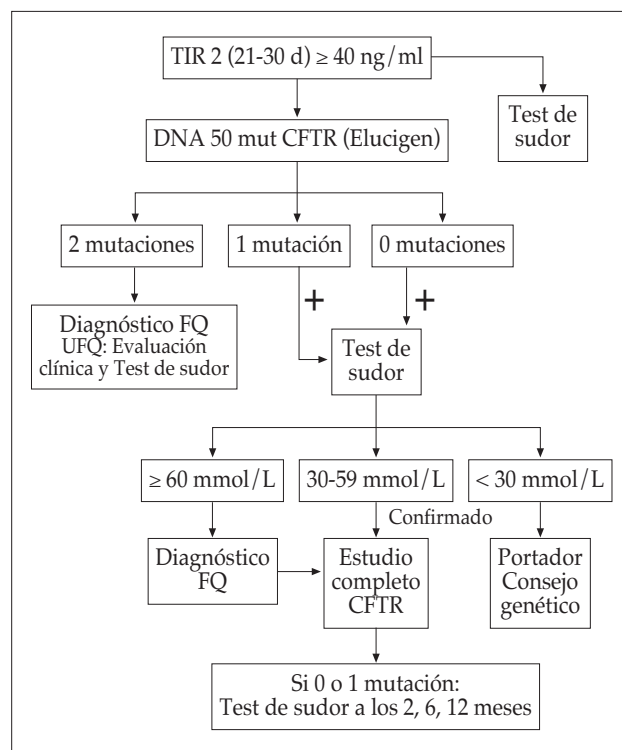 TIR 2 (21-30 d) ≥ 40 ng/ml
Test de
sudor
DNA 50 mut CFTR (Elucigen)
2 mutaciones
1 mutación
0 mutaciones
+
+
Diagnóstico FQ
UFQ: Evaluación
clínica y Test de sudor
Test de
sudor
≥ 60 mmol/L
30-59 mmol/L
< 30 mmol/L
Confirmado
Diagnóstico
FQ
Estudio
completo
CFTR
Portador
Consejo
genético
Si 0 o 1 mutación:
Test de sudor a los 2, 6, 12 meses